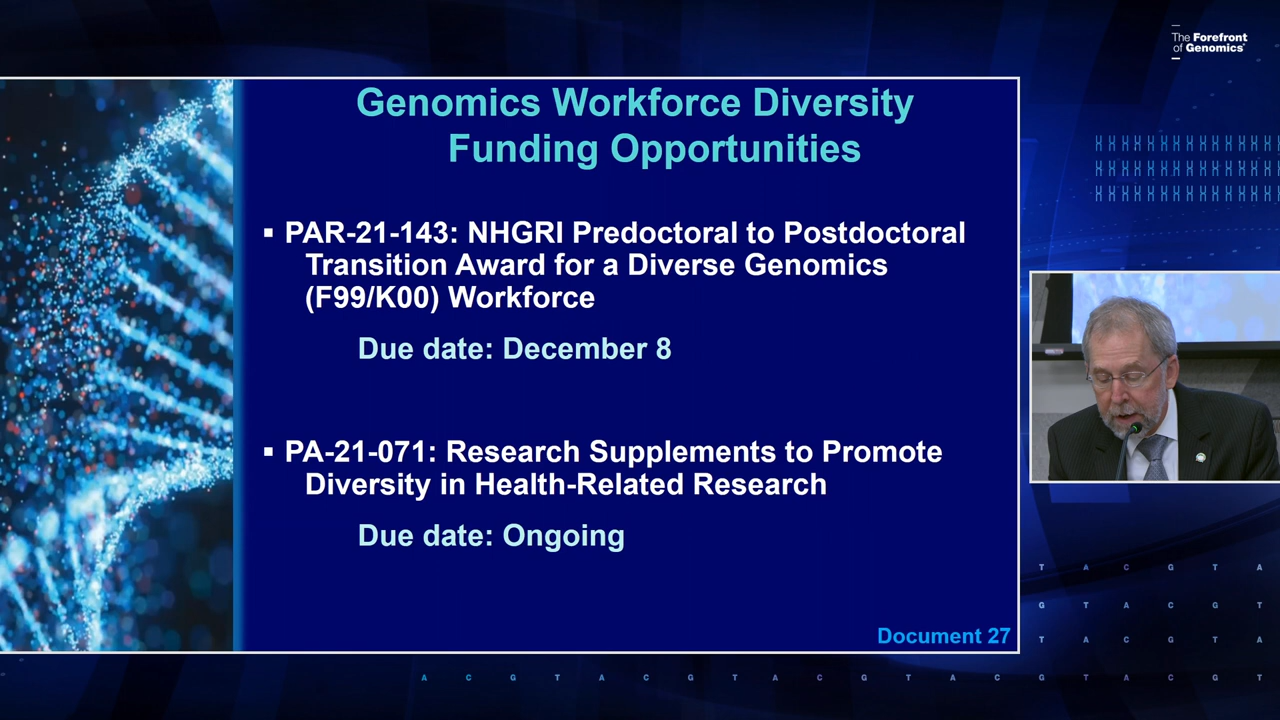 The Forefront
of Genomics®
Genomics Workforce Diversity
Funding Opportunities
▪ PAR-21-143: NHGRI Predoctoral to Postdoctoral
Transition Award for a Diverse Genomics
(F99/K00) Workforce
Due date: December 8
▪ PA-21-071: Research Supplements to Promote
Diversity in Health-Related Research
Due date: Ongoing
Document 27
T A C G T A
G T A C G T
T A C G T A
A C G T A C G T A C G T A C G T A C G T